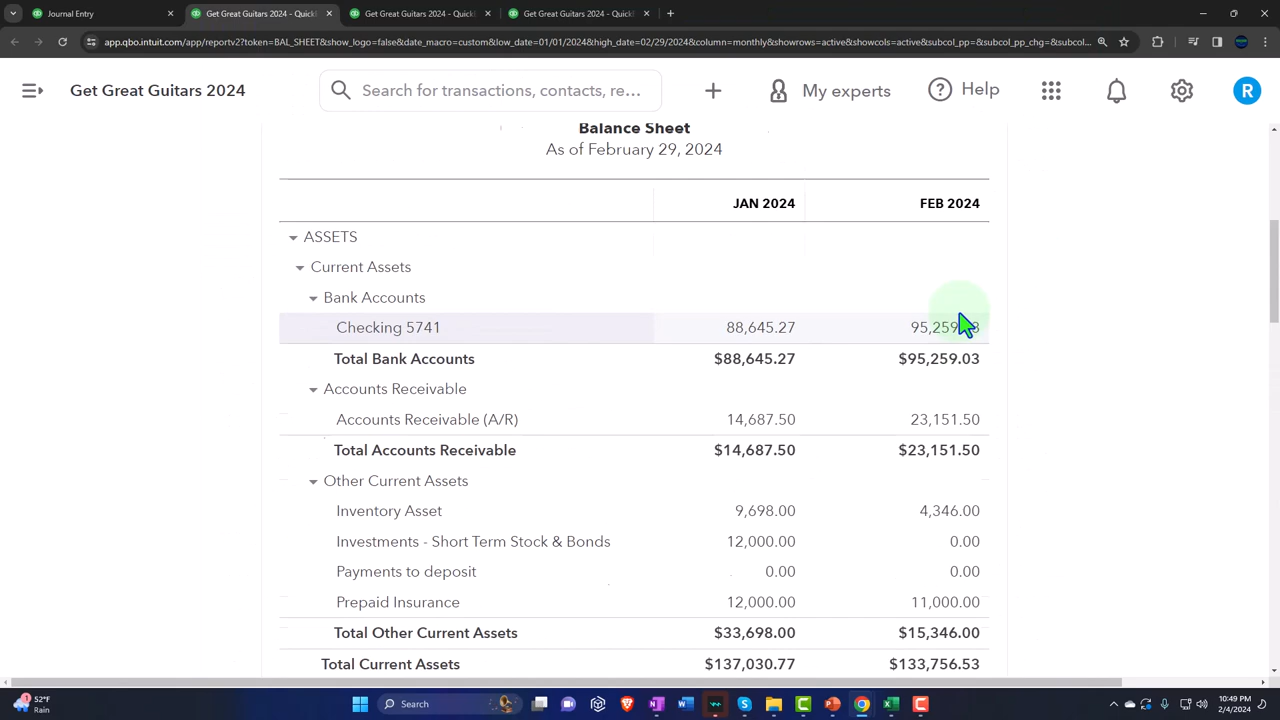 Journal Entry
Get Great Guitars 2024 - QuickB
Get Great Guitars 2024 - QuickB
Get Great Guitars 2024 - QuickB
app.qbo.intuit.com/app/reportv2?token=BAL_SHEET&show_logo=false&date_macro=custom&low_date=01/01/2024&high_date=02/29/2024&column=monthly&showrows=active&showcols=active&subcol_pp_chg=&subcol...
Get Great Guitars 2024
Search for transactions, contacts, re...
My experts
Help
R
Balance Sheet
As of February 29, 2024
JAN 2024 FEB 2024
ASSETS
Current Assets
Bank Accounts
Checking 5741 88,645.27
Total Bank Accounts $88,645.27 $95,259.03
Accounts Receivable
Accounts Receivable (A/R) 14,687.50 23,151.50
Total Accounts Receivable $14,687.50 $23,151.50
Other Current Assets
Inventory Asset 9,698.00 4,346.00
Investments - Short Term Stock & Bonds 12,000.00 0.00
Payments to deposit 0.00 0.00
Prepaid Insurance 12,000.00 11,000.00
Total Other Current Assets $33,698.00 $15,346.00
Total Current Assets $137,030.77 $133,756.53
52°F
Rain
Search
10:49 PM
2/4/2024